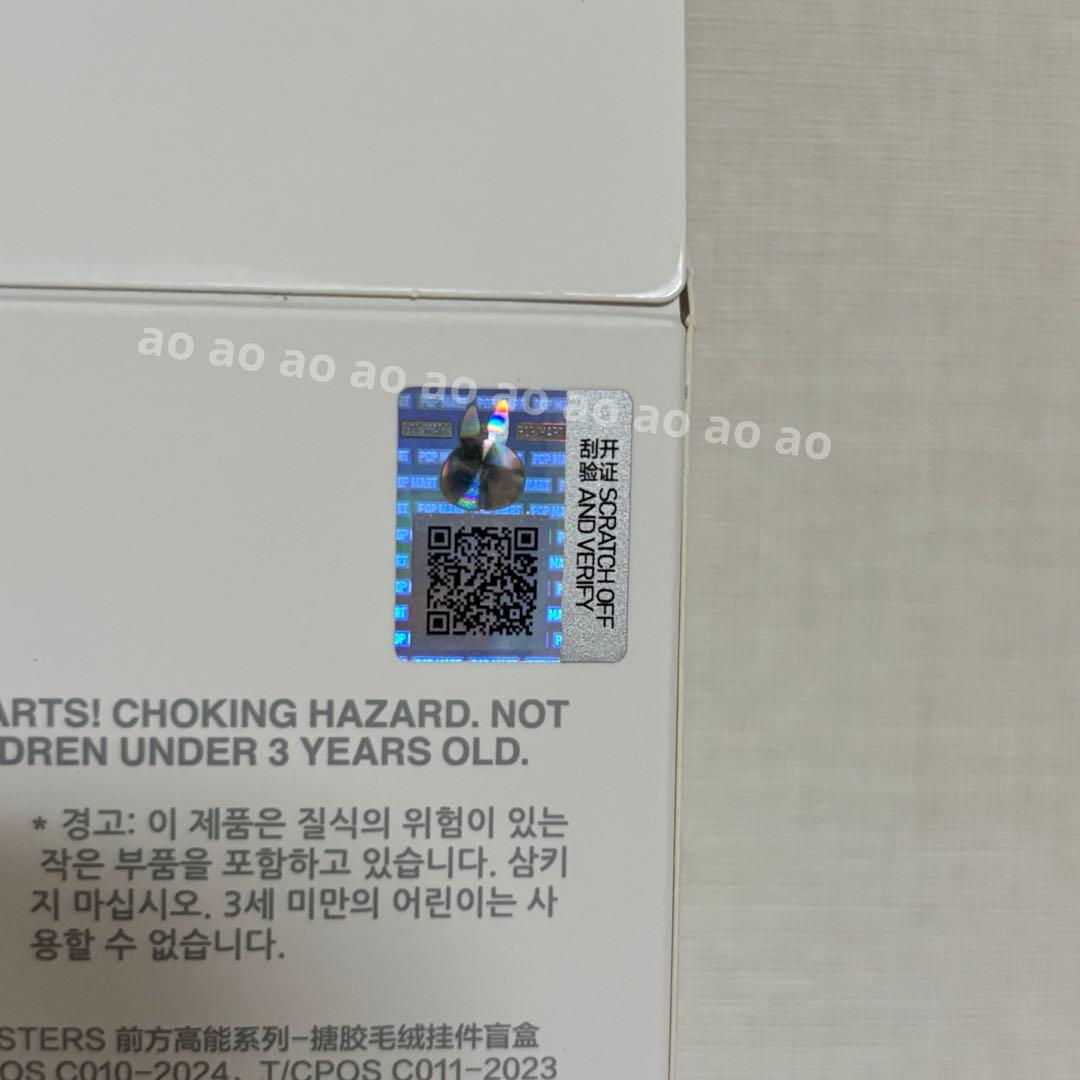 ao ao ao ao ao ao ao ao ao ao
POP MART
刮开 SCRATCH OFF
验证 AND VERIFY
ARTS! CHOKING HAZARD. NOT
DREN UNDER 3 YEARS OLD.
* 경고: 이 제품은 질식의 위험이 있는
작은 부품을 포함하고 있습니다. 삼키
지 마십시오. 3세 미만의 어린이는 사
용할 수 없습니다.
STERS 前方高能系列-搪胶毛绒挂件盲盒
POS C010-2024、T/CPOS C011-2023